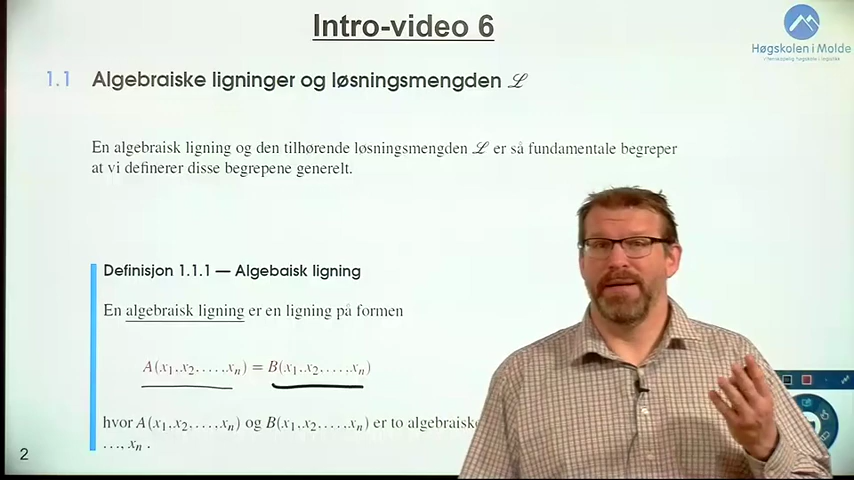 Intro-video 6
Høgskolen i Molde
1.1 Algebraiske ligninger og løsningsmengden ℒ
En algebraisk ligning og den tilhørende løsningsmengden ℒ er så fundamentale begreper
at vi definerer disse begrepene generelt.
Definisjon 1.1.1 — Algebaisk ligning
En algebraisk ligning er en ligning på formen
A(x₁,x₂,…,xₙ) = B(x₁,x₂,…,xₙ)
hvor A(x₁,x₂,…,xₙ) og B(x₁,x₂,…,xₙ) er to algebraiske
…,xₙ .
2